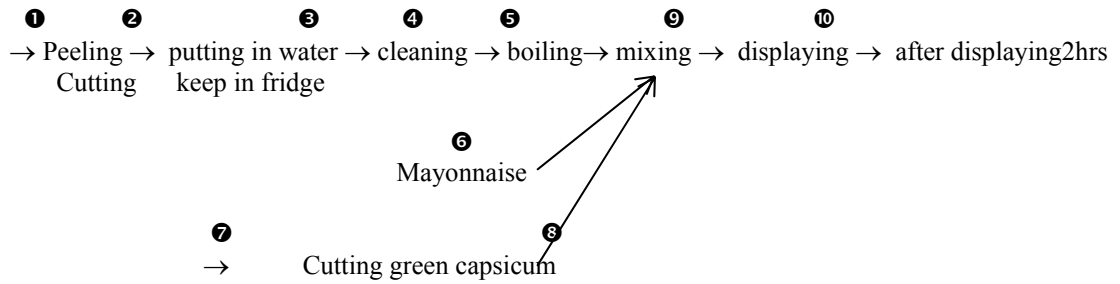 ❶ ❷ ❸ ❹ ❺ ❾ ❿
→ Peeling → putting in water → cleaning → boiling→ mixing → displaying → after displaying2hrs
Cutting keep in fridge
❻
Mayonnaise
❼ ❽
→ Cutting green capsicum